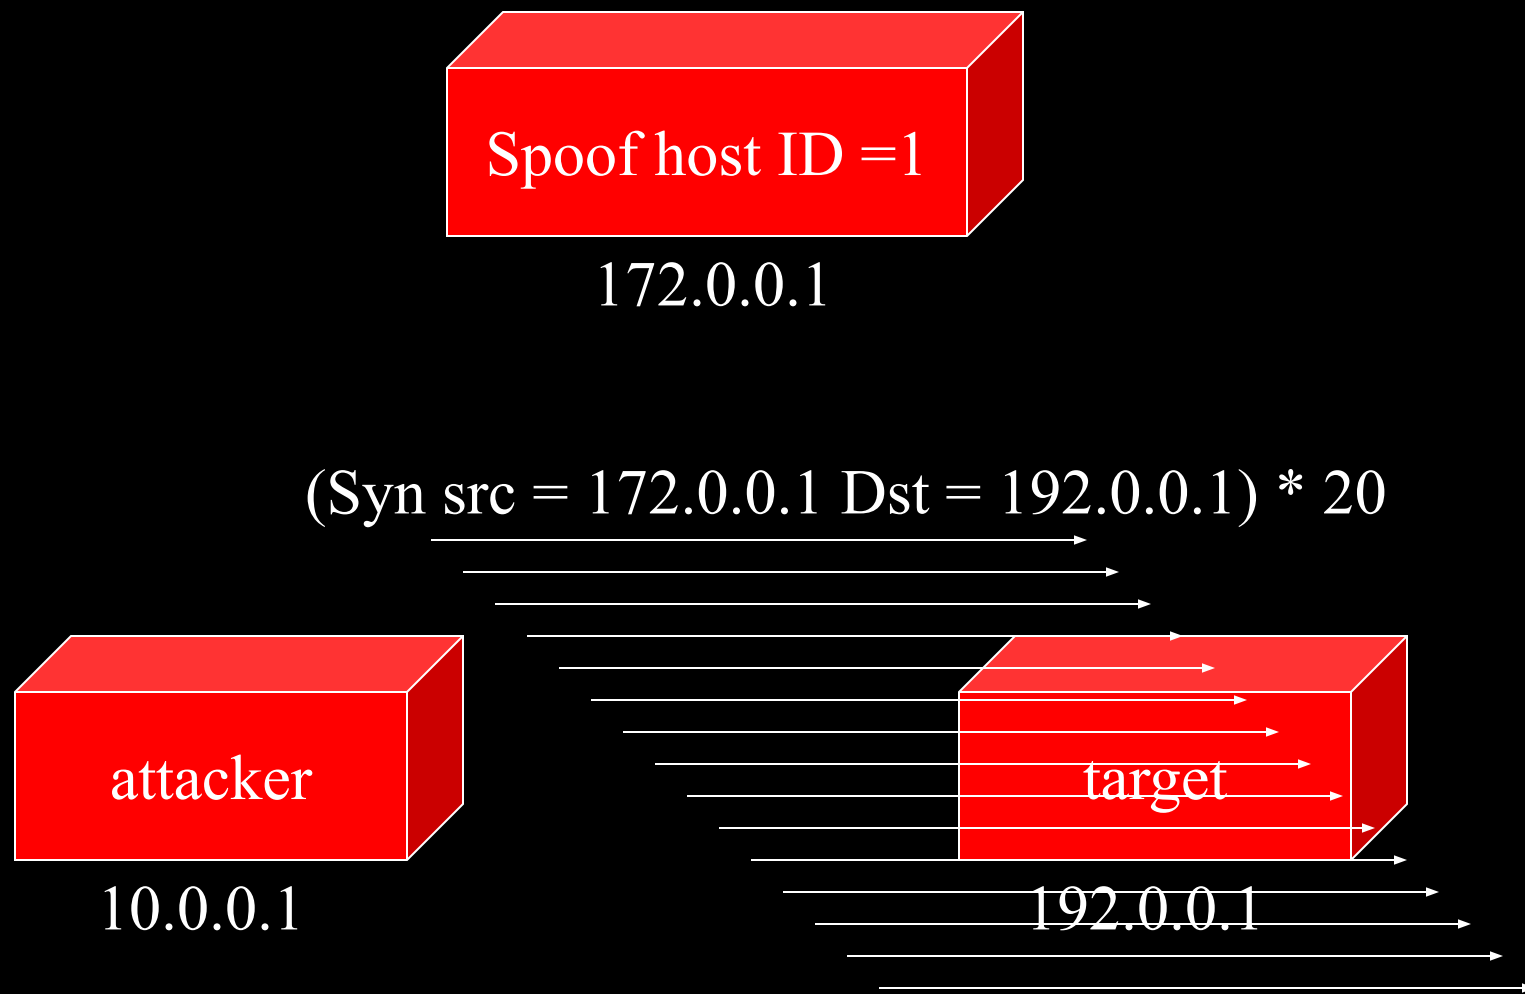 Spoof host ID =1
172.0.0.1
(Syn src = 172.0.0.1 Dst = 192.0.0.1) * 20
attacker
target
10.0.0.1
192.0.0.1